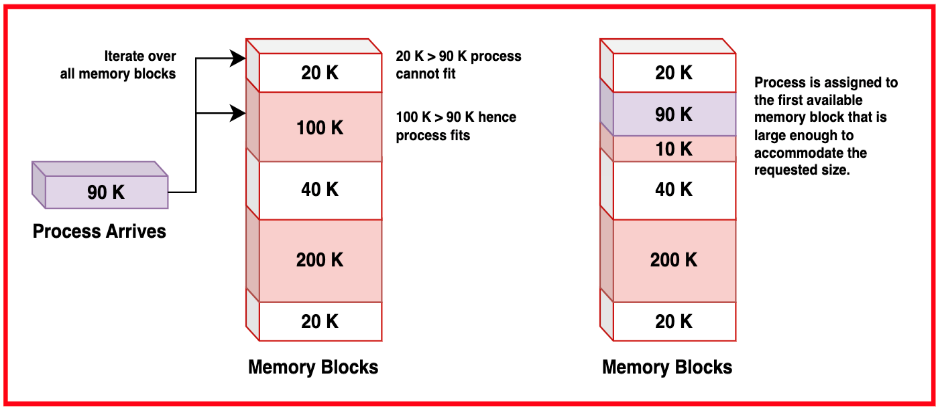 Iterate over
all memory blocks
90 K
Process Arrives
20 K
100 K
40 K
200 K
20 K
Memory Blocks
20 K > 90 K process
cannot fit
100 K > 90 K hence
process fits
20 K
90 K
10 K
40 K
200 K
20 K
Memory Blocks
Process is assigned to
the first available
memory block that is
large enough to
accommodate the
requested size.